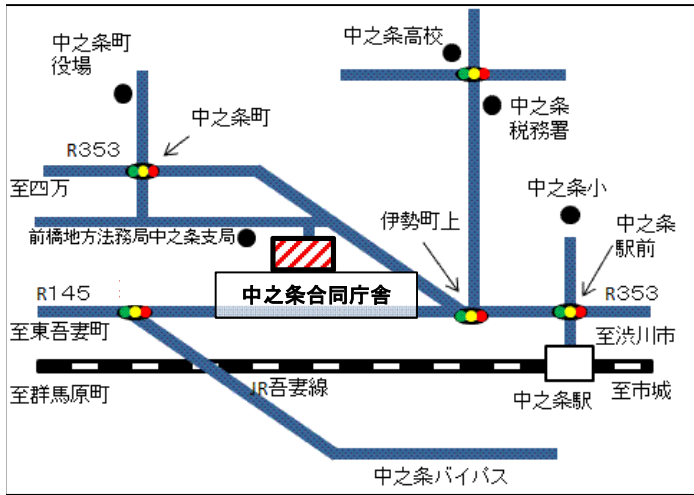 中之条町
役場
中之条高校
中之条
税務署
中之条町
R353
至四万
中之条小
中之条
駅前
伊勢町上
前橋地方法務局中之条支局
中之条合同庁舎
R145
R353
至東吾妻町
至渋川市
至群馬原町
JR吾妻線
中之条駅
至市城
中之条バイパス